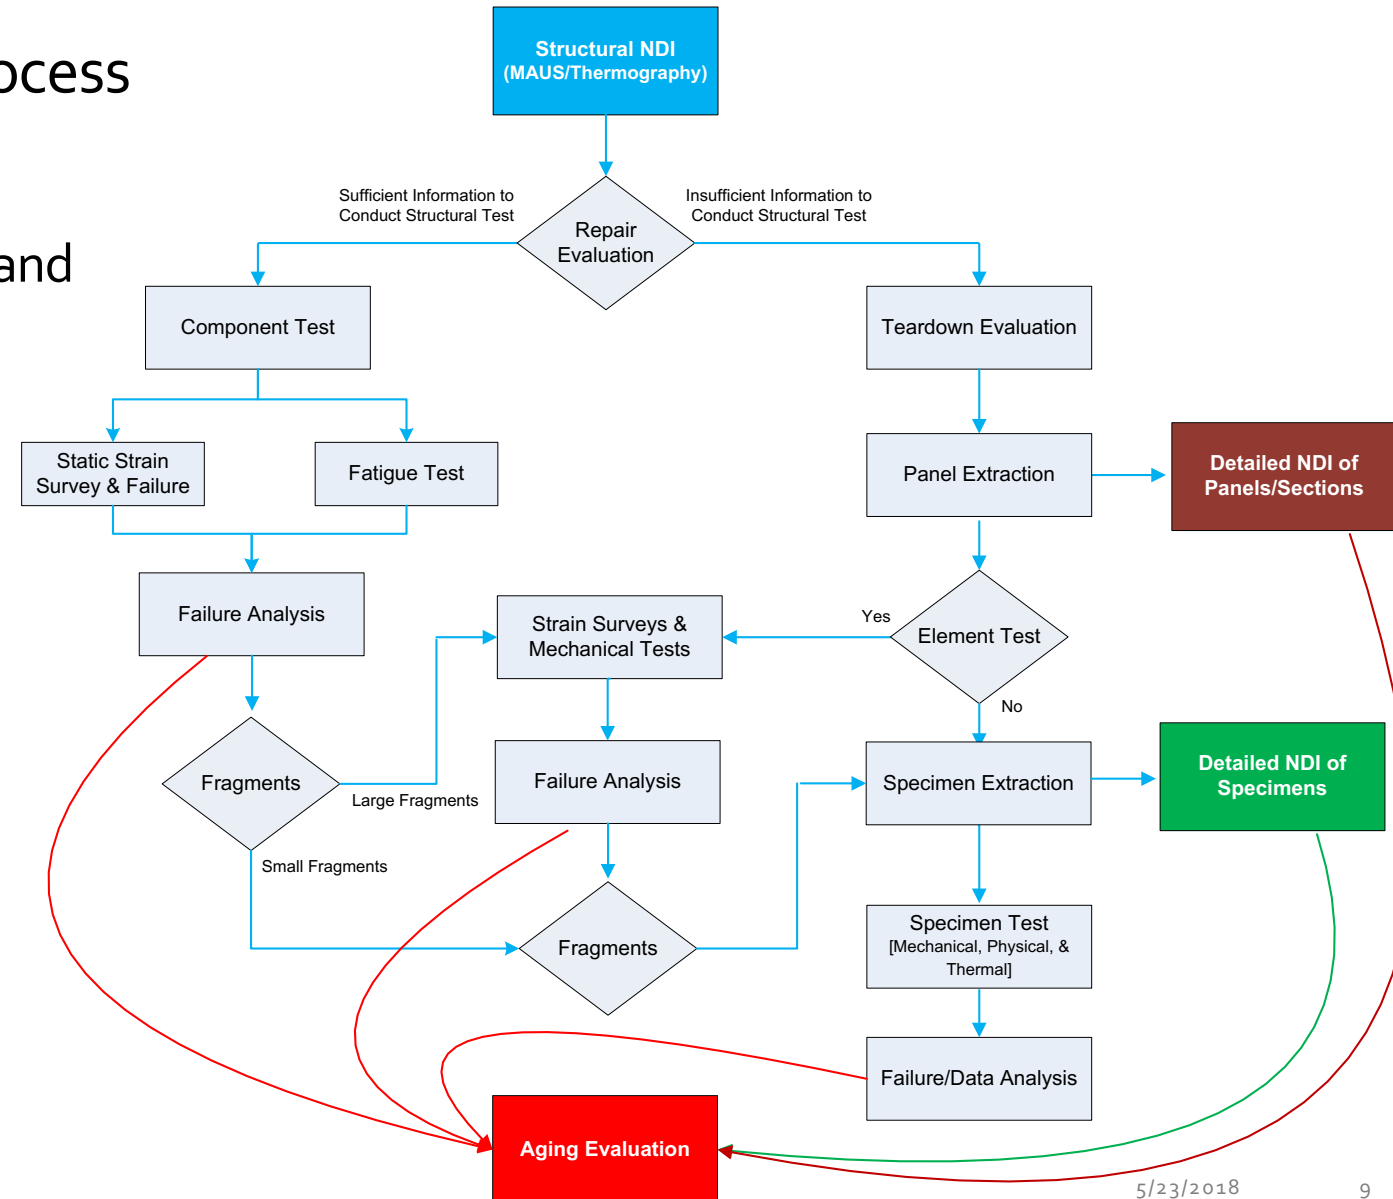 ocess
and
Structural NDI
(MAUS/Thermography)
Sufficient Information to
Conduct Structural Test
Insufficient Information to
Conduct Structural Test
Repair
Evaluation
Component Test
Teardown Evaluation
Static Strain
Survey & Failure
Fatigue Test
Panel Extraction
Detailed NDI of
Panels/Sections
Failure Analysis
Strain Surveys &
Mechanical Tests
Yes
Element Test
No
Fragments
Large Fragments
Small Fragments
Failure Analysis
Specimen Extraction
Detailed NDI of
Specimens
Fragments
Specimen Test
[Mechanical, Physical, &
Thermal]
Failure/Data Analysis
Aging Evaluation
5/23/2018
9